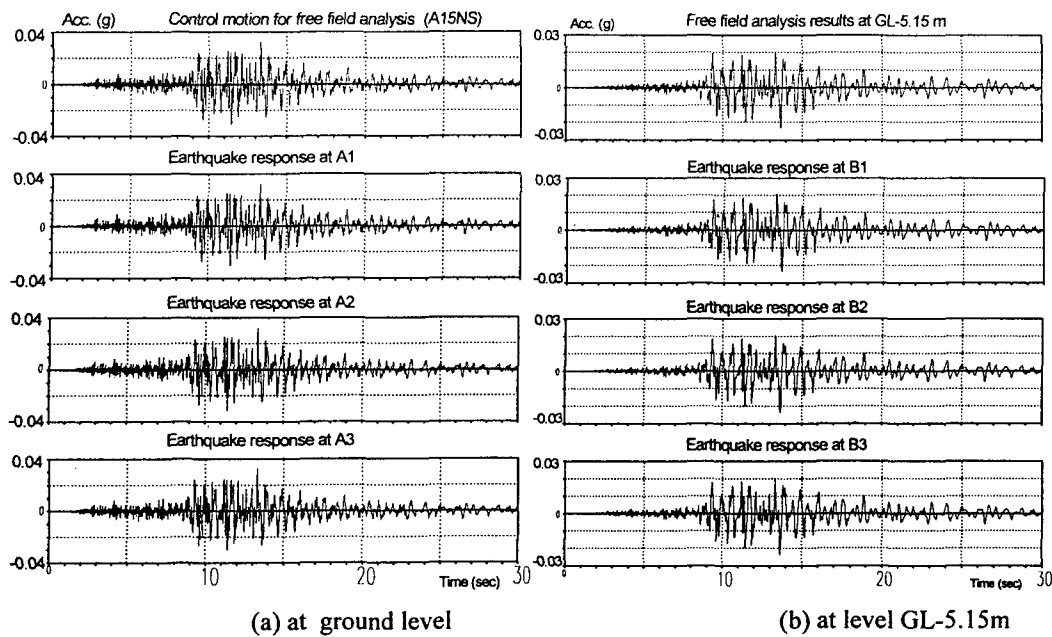 Acc. (g)
Control motion for free field analysis (A15NS)
0.04
0
-0.04
Earthquake response at A1
0.04
0
-0.04
Earthquake response at A2
0.04
0
-0.04
Earthquake response at A3
0.04
0
-0.04
0
10
20
30
Time (sec)
(a) at ground level
Acc. (g)
Free field analysis results at GL-5.15 m
0.03
0
-0.03
Earthquake response at B1
0.03
0
-0.03
Earthquake response at B2
0.03
0
-0.03
Earthquake response at B3
0.03
0
-0.03
0
10
20
30
Time (sec)
(b) at level GL-5.15m